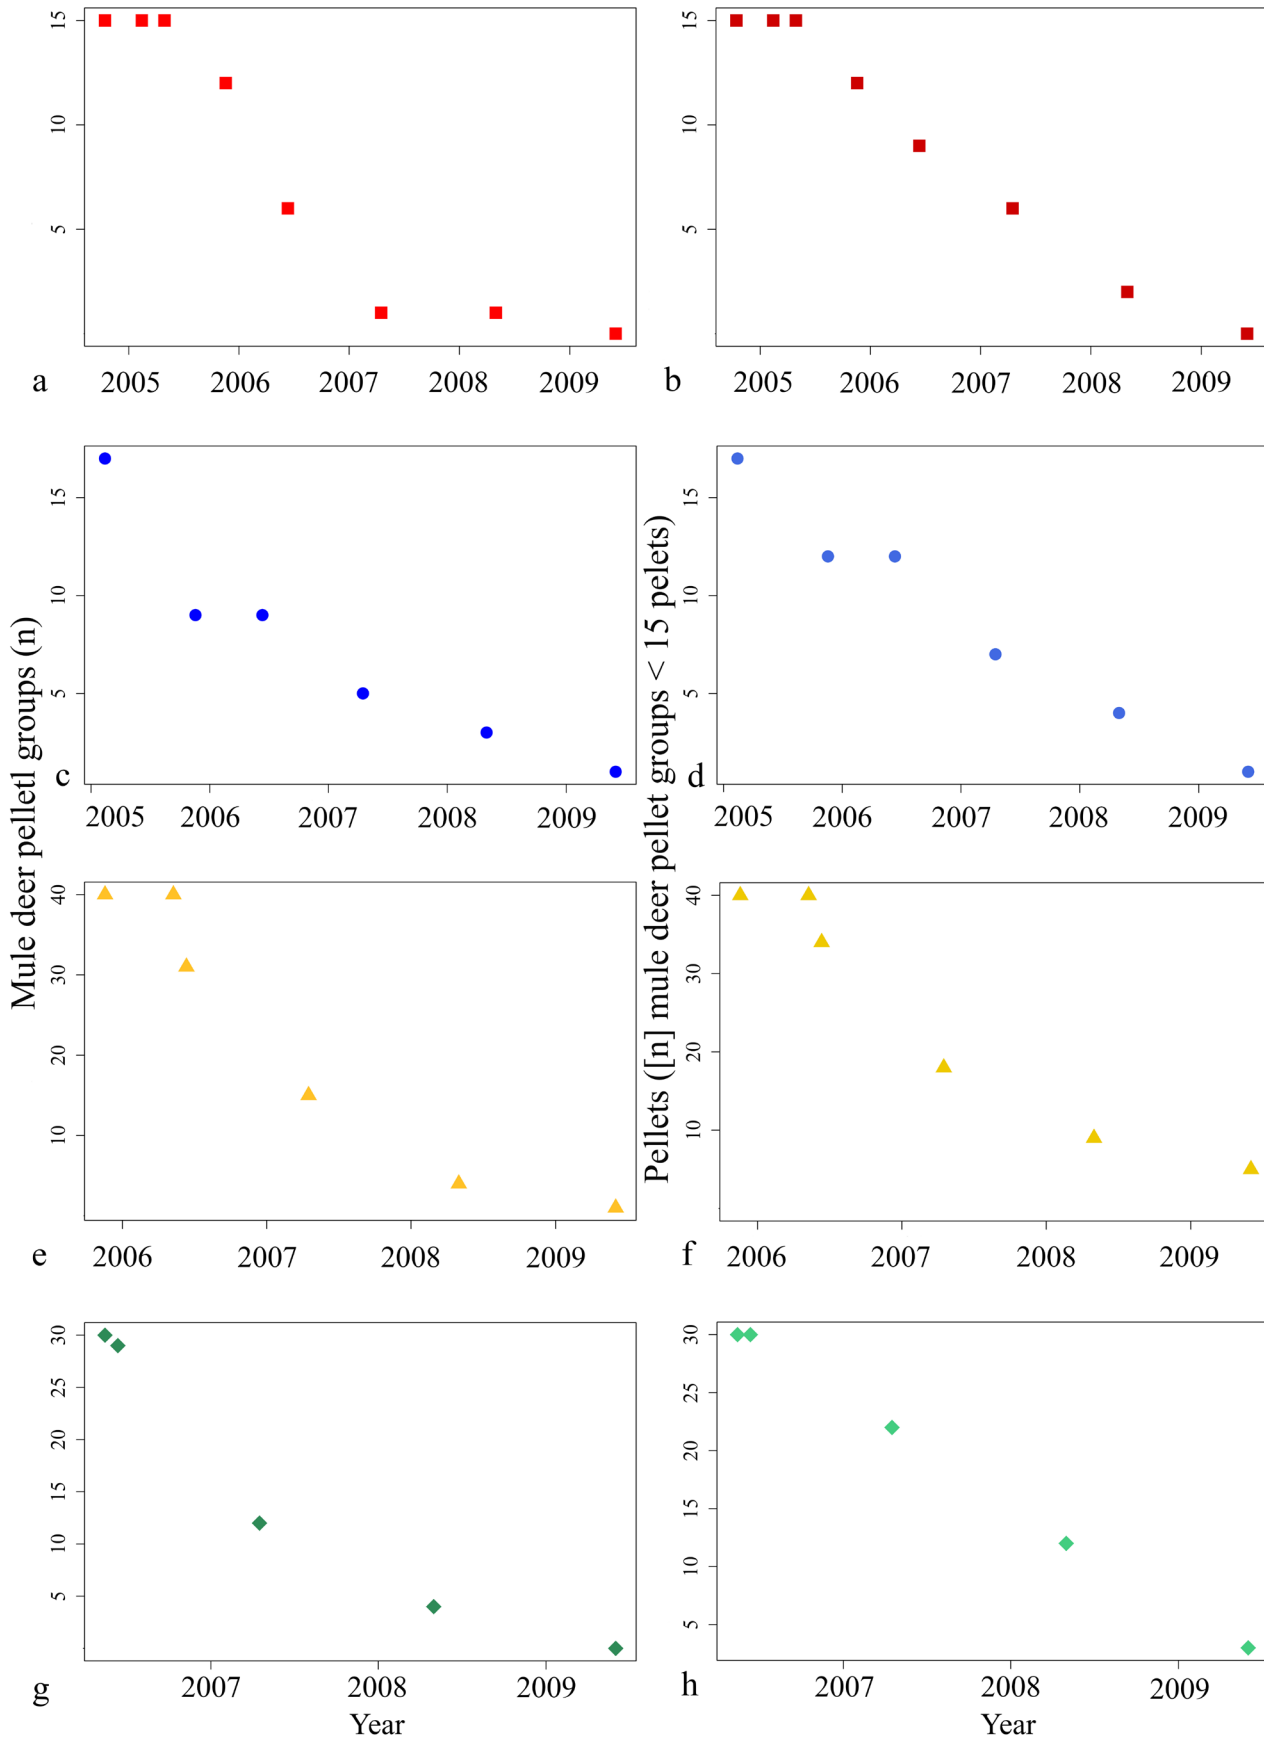 15
10
5
2005 2006 2007 2008 2009
a
15
10
5
2005 2006 2007 2008 2009
b
Mule deer pelletl groups (n)
15
10
5
c
2005 2006 2007 2008 2009
Pellets ([n] mule deer pellet groups < 15 pelets)
15
10
5
d
2005 2006 2007 2008 2009
40
30
20
10
e
2006 2007 2008 2009
40
30
20
10
f
2006 2007 2008 2009
30
25
20
15
10
5
g
2007 2008 2009
Year
30
25
20
15
10
5
h
2007 2008 2009
Year